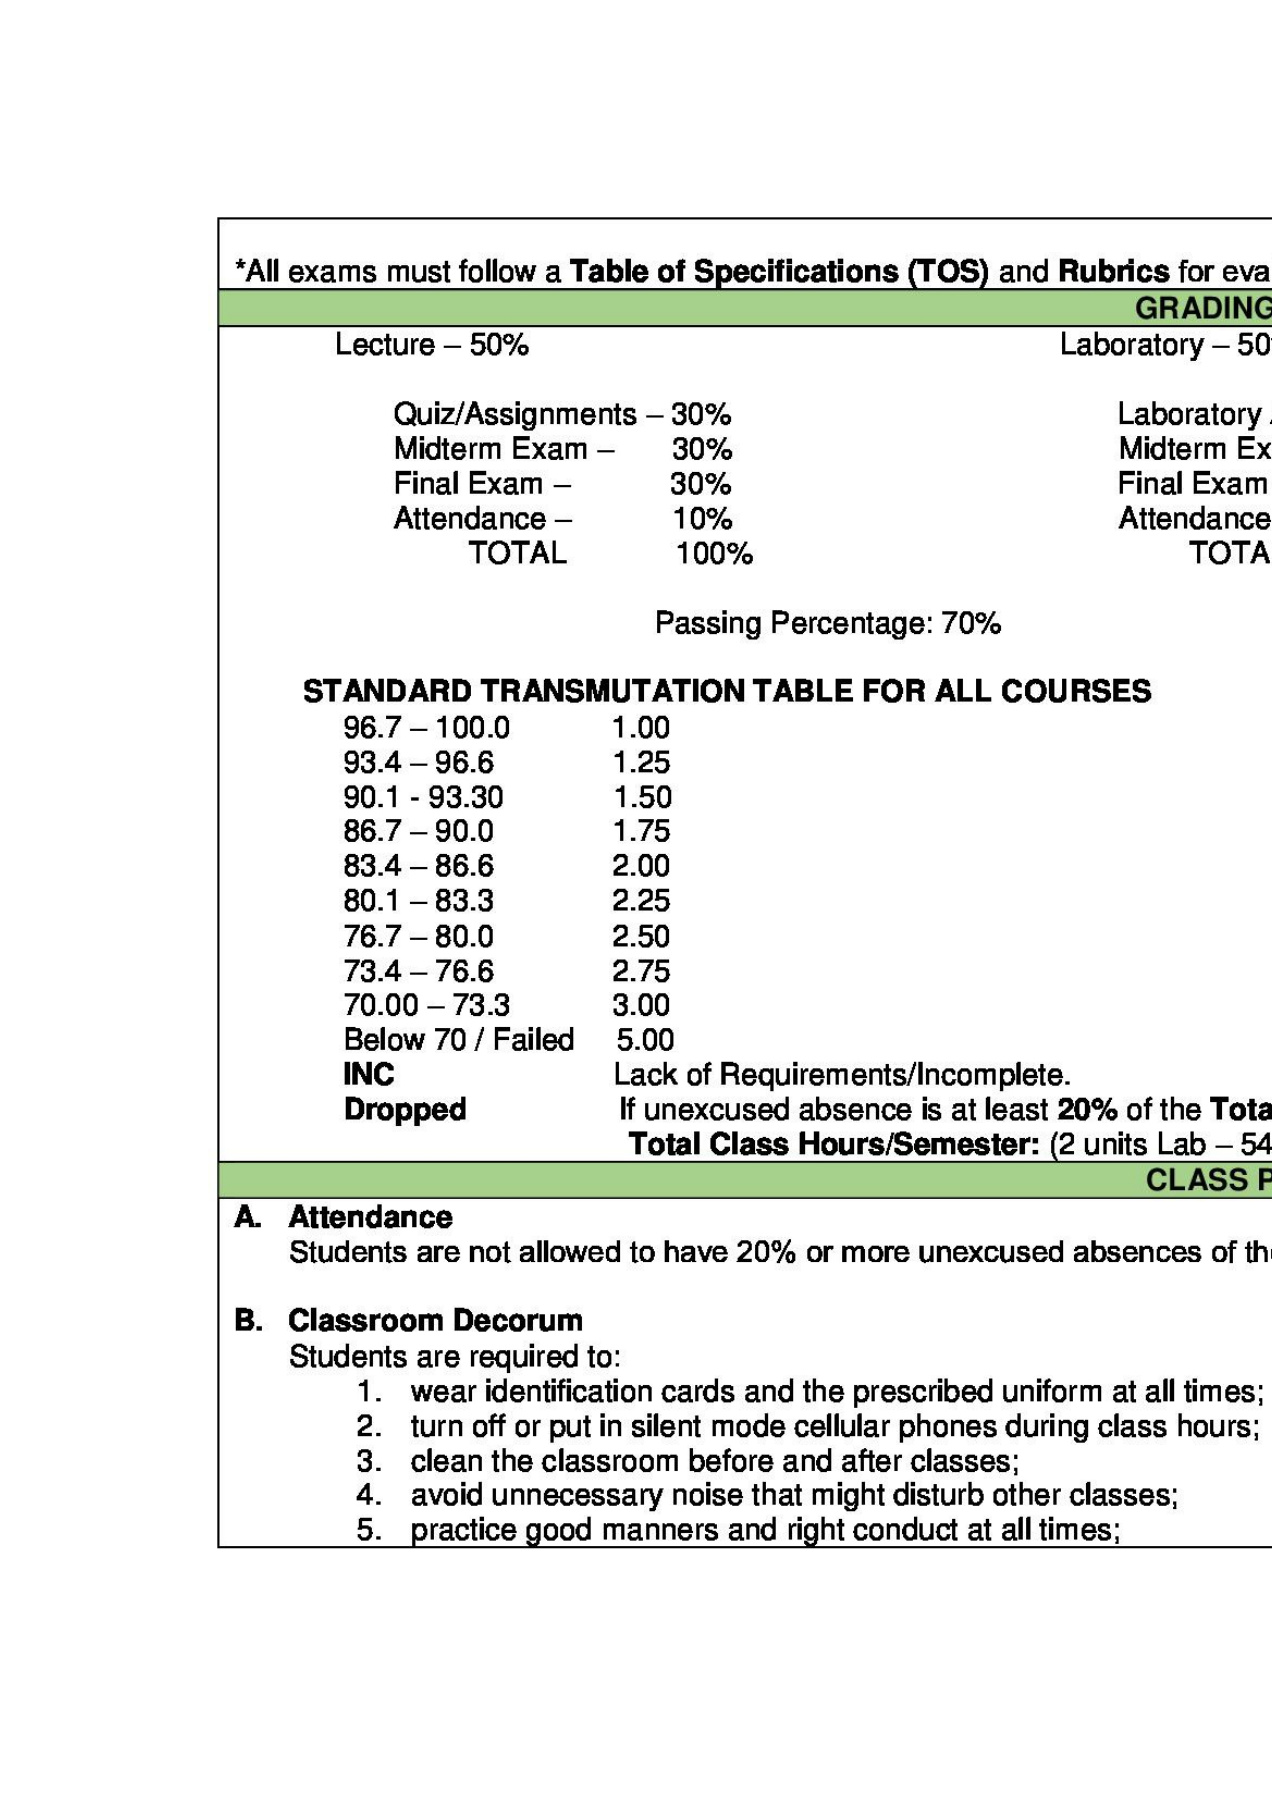 *All exams must follow a Table of Specifications (TOS) and Rubrics for eva
GRADING
Lecture – 50% Laboratory – 50
Quiz/Assignments – 30% Laboratory
Midterm Exam – 30% Midterm Ex
Final Exam – 30% Final Exam
Attendance – 10% Attendance
TOTAL 100% TOTA
Passing Percentage: 70%
STANDARD TRANSMUTATION TABLE FOR ALL COURSES
96.7 – 100.0 1.00
93.4 – 96.6 1.25
90.1 - 93.30 1.50
86.7 – 90.0 1.75
83.4 – 86.6 2.00
80.1 – 83.3 2.25
76.7 – 80.0 2.50
73.4 – 76.6 2.75
70.00 – 73.3 3.00
Below 70 / Failed 5.00
INC Lack of Requirements/Incomplete.
Dropped If unexcused absence is at least 20% of the Tota
Total Class Hours/Semester: (2 units Lab – 54
CLASS P
A. Attendance
Students are not allowed to have 20% or more unexcused absences of th
B. Classroom Decorum
Students are required to:
1. wear identification cards and the prescribed uniform at all times;
2. turn off or put in silent mode cellular phones during class hours;
3. clean the classroom before and after classes;
4. avoid unnecessary noise that might disturb other classes;
5. practice good manners and right conduct at all times;